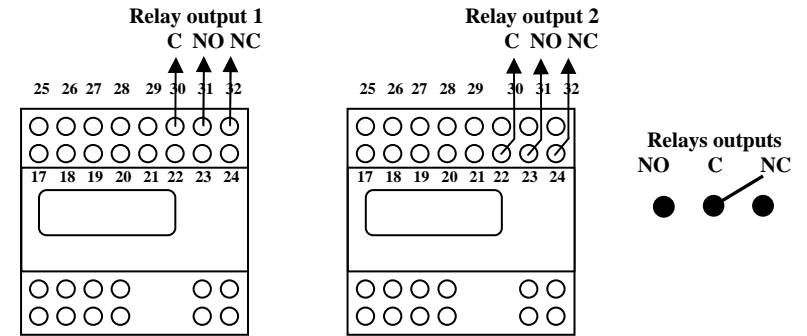 Relay output 1
C NO NC
25 26 27 28 29 30 31 32
17 18 19 20 21 22 23 24
Relay output 2
C NO NC
25 26 27 28 29 30 31 32
17 18 19 20 21 22 23 24
Relays outputs
NO C NC